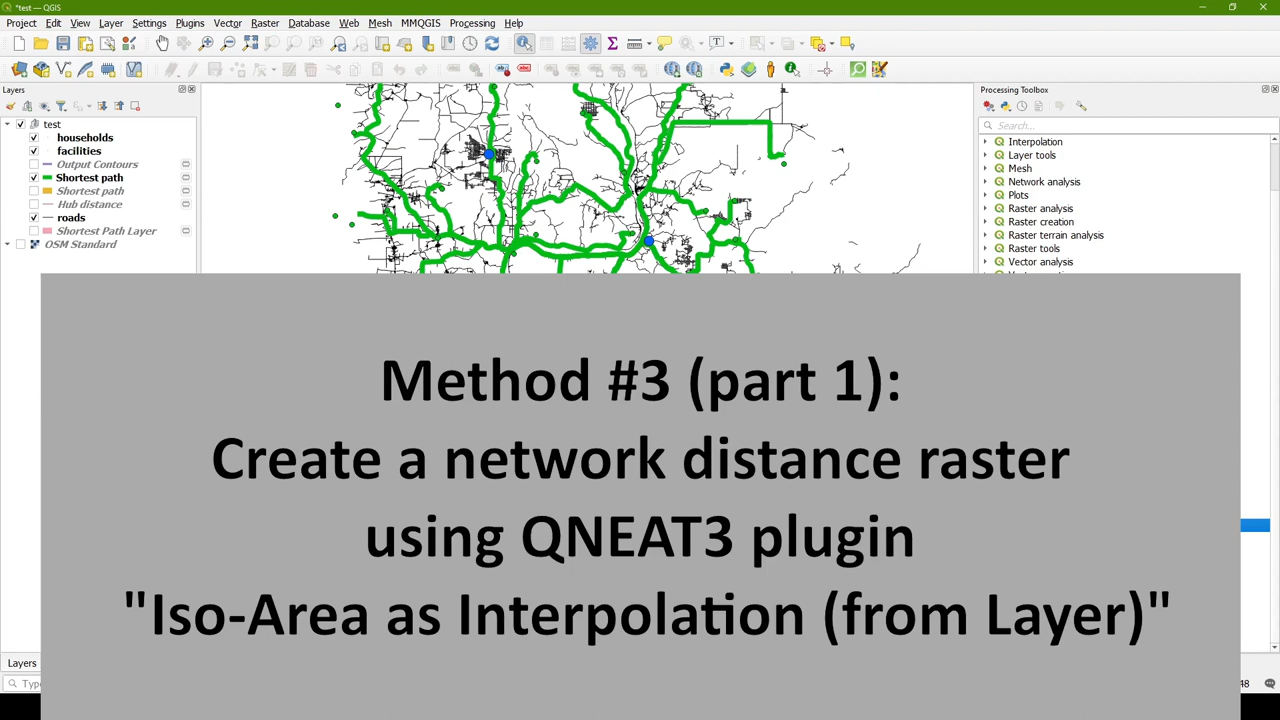 *test — QGIS
Project Edit View Layer Settings Plugins Vector Raster Database Web Mesh MMQGIS Processing Help
Layers
test
households
facilities
Output Contours
Shortest path
Shortest path
Hub distance
roads
Shortest Path Layer
OSM Standard
Processing Toolbox
Search...
Interpolation
Layer tools
Mesh
Network analysis
Plots
Raster analysis
Raster creation
Raster terrain analysis
Raster tools
Vector analysis
Method #3 (part 1):
Create a network distance raster
using QNEAT3 plugin
"Iso-Area as Interpolation (from Layer)"
Layers
48